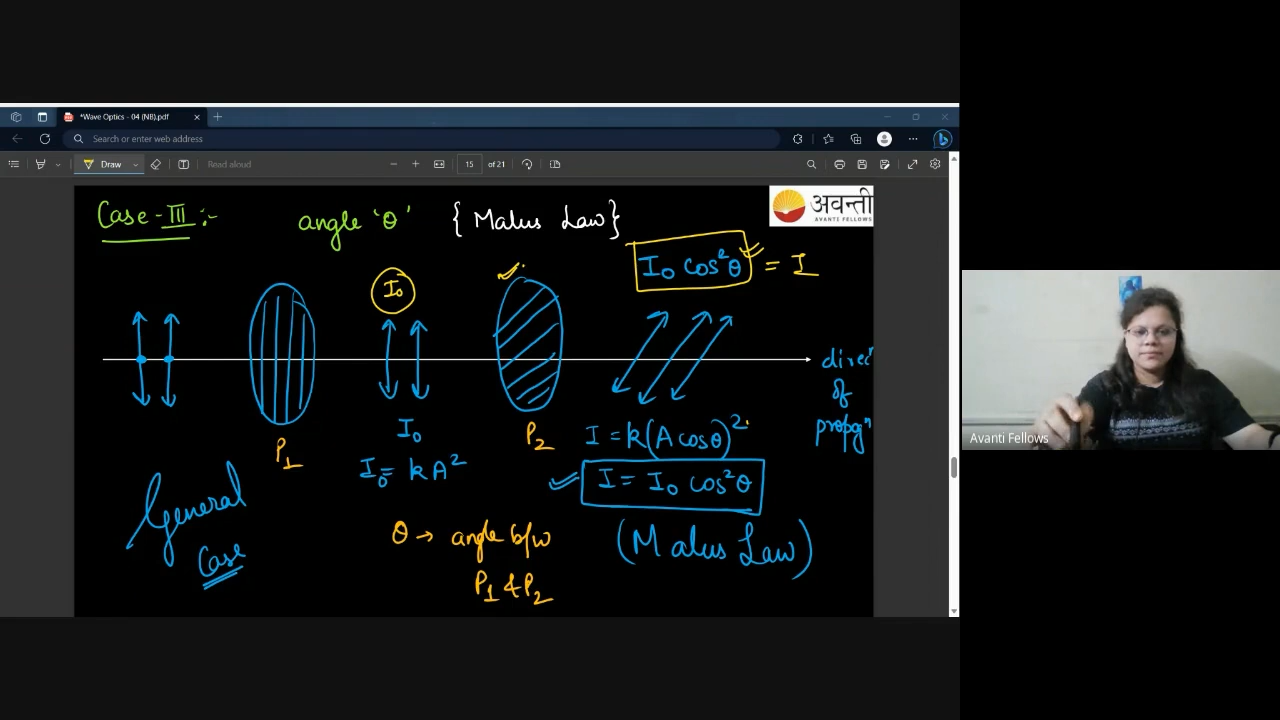 *Wave Optics - 04 (NB).pdf
Search or enter web address
Draw
Read aloud
15 of 21
Case-III:-
angle 'θ' {Malus Law}
अवन्ती
AVANTI FELLOWS
I₀ cos²θ = I
I₀
direcⁿ
of
propgⁿ
P₁
I₀
I₀ = kA²
P₂
I = k(A cosθ)²
I = I₀ cos²θ
(Malus Law)
General
Case
θ → angle b/w
P₁ & P₂
Avanti Fellows